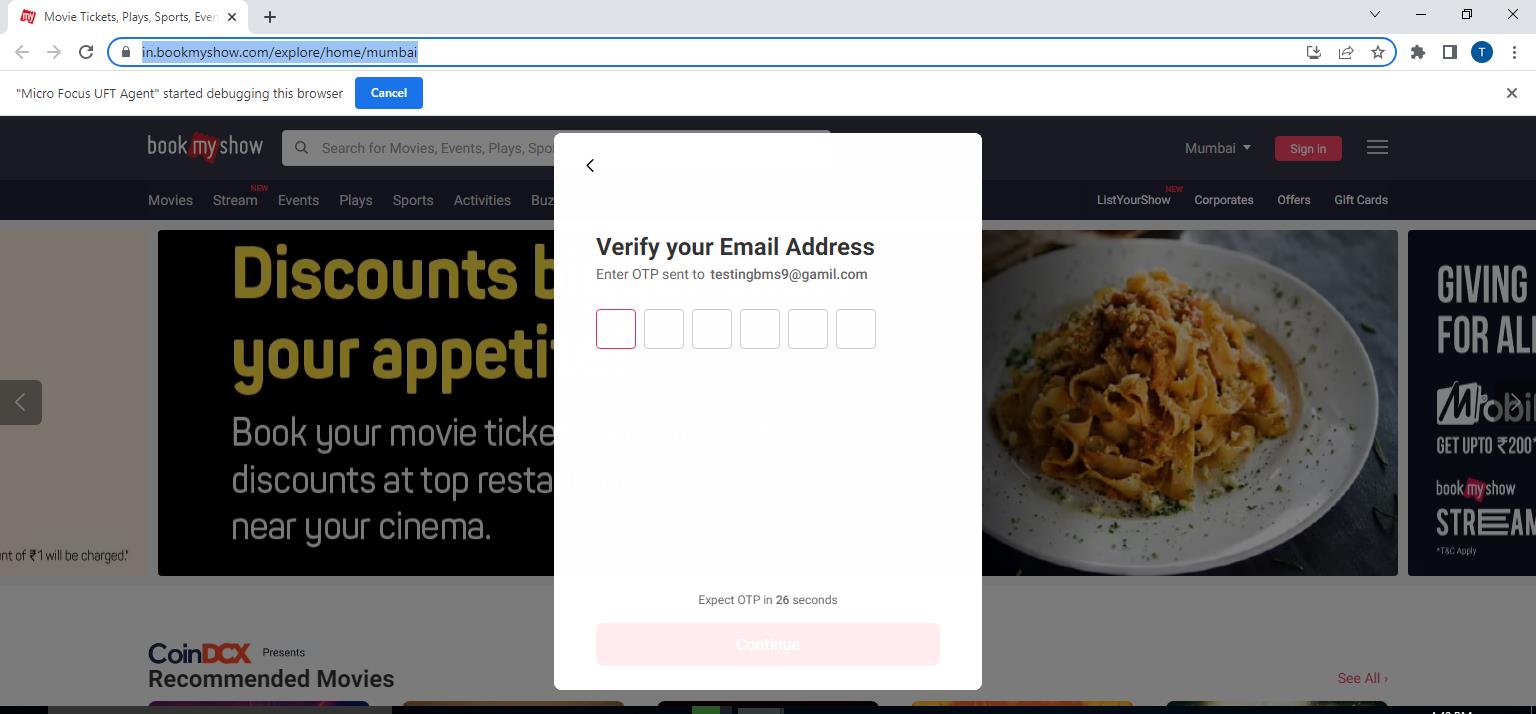 Movie Tickets, Plays, Sports, Even
in.bookmyshow.com/explore/home/mumbai
T
"Micro Focus UFT Agent" started debugging this browser
Cancel
book my show
Search for Movies, Events, Plays, Spo
Mumbai
Sign in
Movies
Stream
NEW
Events
Plays
Sports
Activities
Buz
ListYourShow
NEW
Corporates
Offers
Gift Cards
Verify your Email Address
Enter OTP sent to testingbms9@gamil.com
Expect OTP in 26 seconds
Continue
nt of ₹1 will be charged.*
Discounts b
your appeti
Book your movie ticke
discounts at top resta
near your cinema.
GIVING
FOR AL
Mobi
GET UPTO ₹200*
book my show
STREAM
*T&C Apply
CoinDCX Presents
Recommended Movies
See All ›